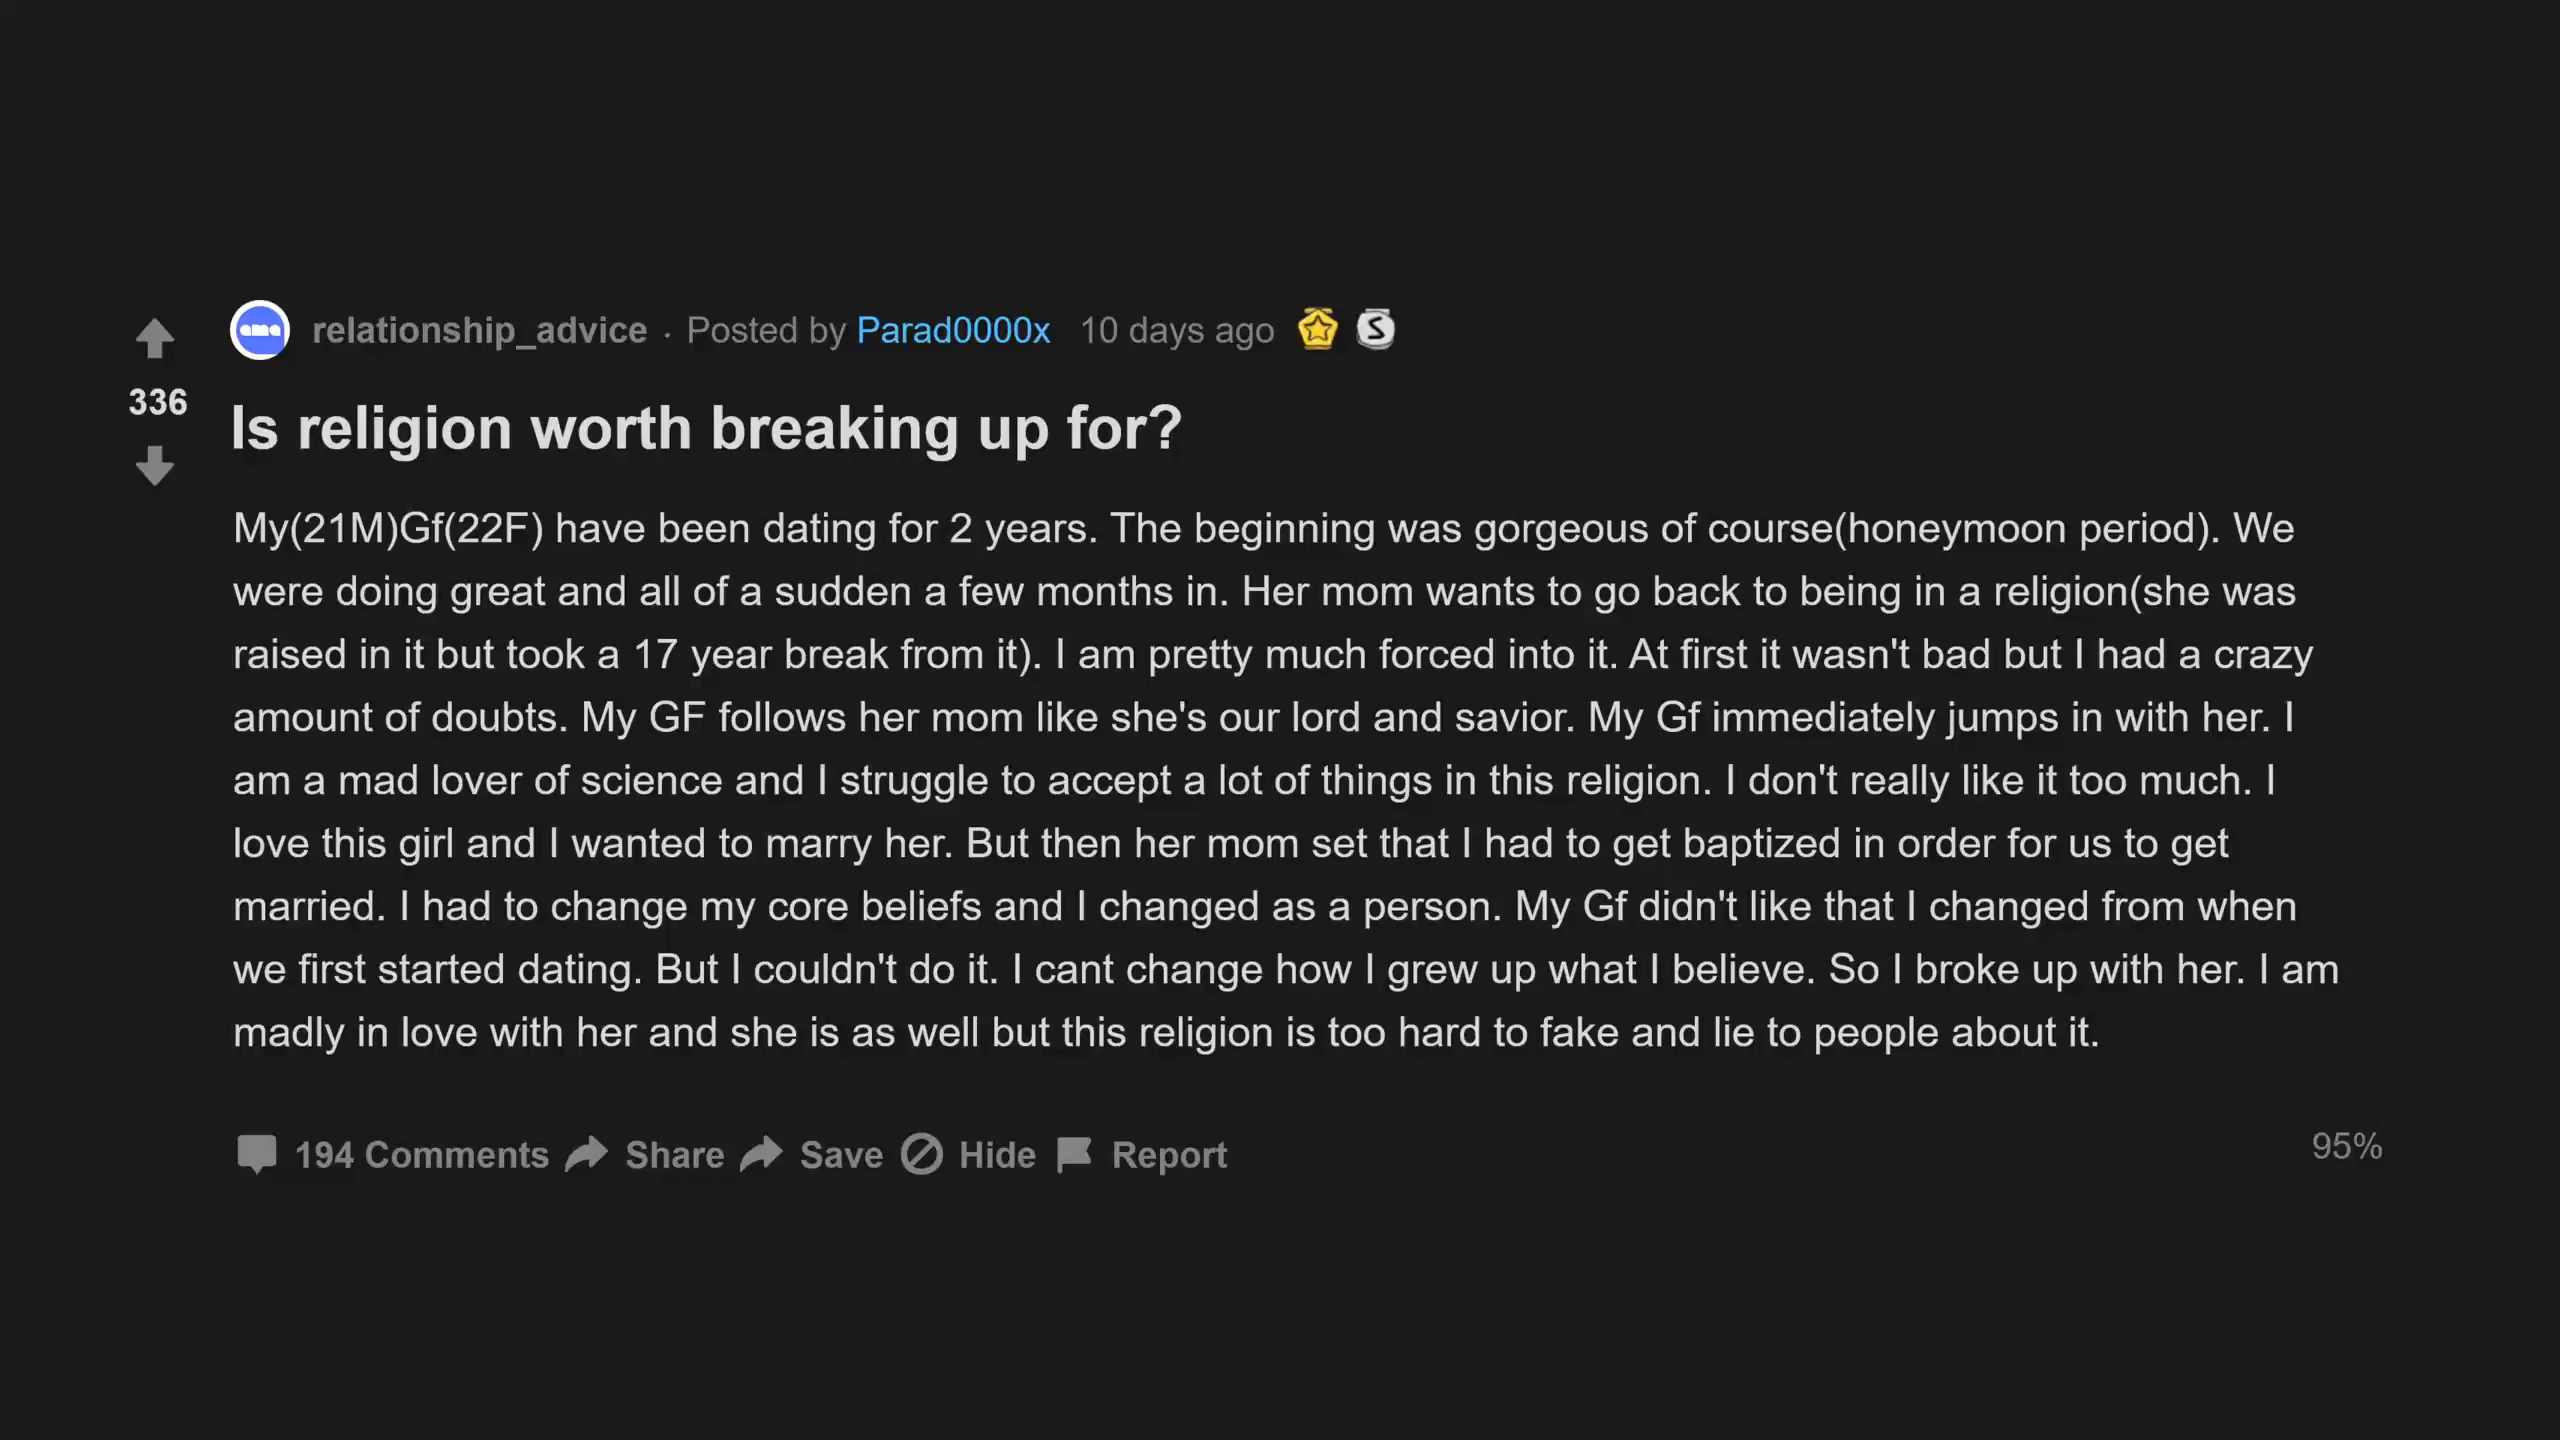 relationship_advice · Posted by Parad0000x 10 days ago
336
Is religion worth breaking up for?
My(21M)Gf(22F) have been dating for 2 years. The beginning was gorgeous of course(honeymoon period). We
were doing great and all of a sudden a few months in. Her mom wants to go back to being in a religion(she was
raised in it but took a 17 year break from it). I am pretty much forced into it. At first it wasn't bad but I had a crazy
amount of doubts. My GF follows her mom like she's our lord and savior. My Gf immediately jumps in with her. I
am a mad lover of science and I struggle to accept a lot of things in this religion. I don't really like it too much. I
love this girl and I wanted to marry her. But then her mom set that I had to get baptized in order for us to get
married. I had to change my core beliefs and I changed as a person. My Gf didn't like that I changed from when
we first started dating. But I couldn't do it. I cant change how I grew up what I believe. So I broke up with her. I am
madly in love with her and she is as well but this religion is too hard to fake and lie to people about it.
194 Comments Share Save Hide Report 95%